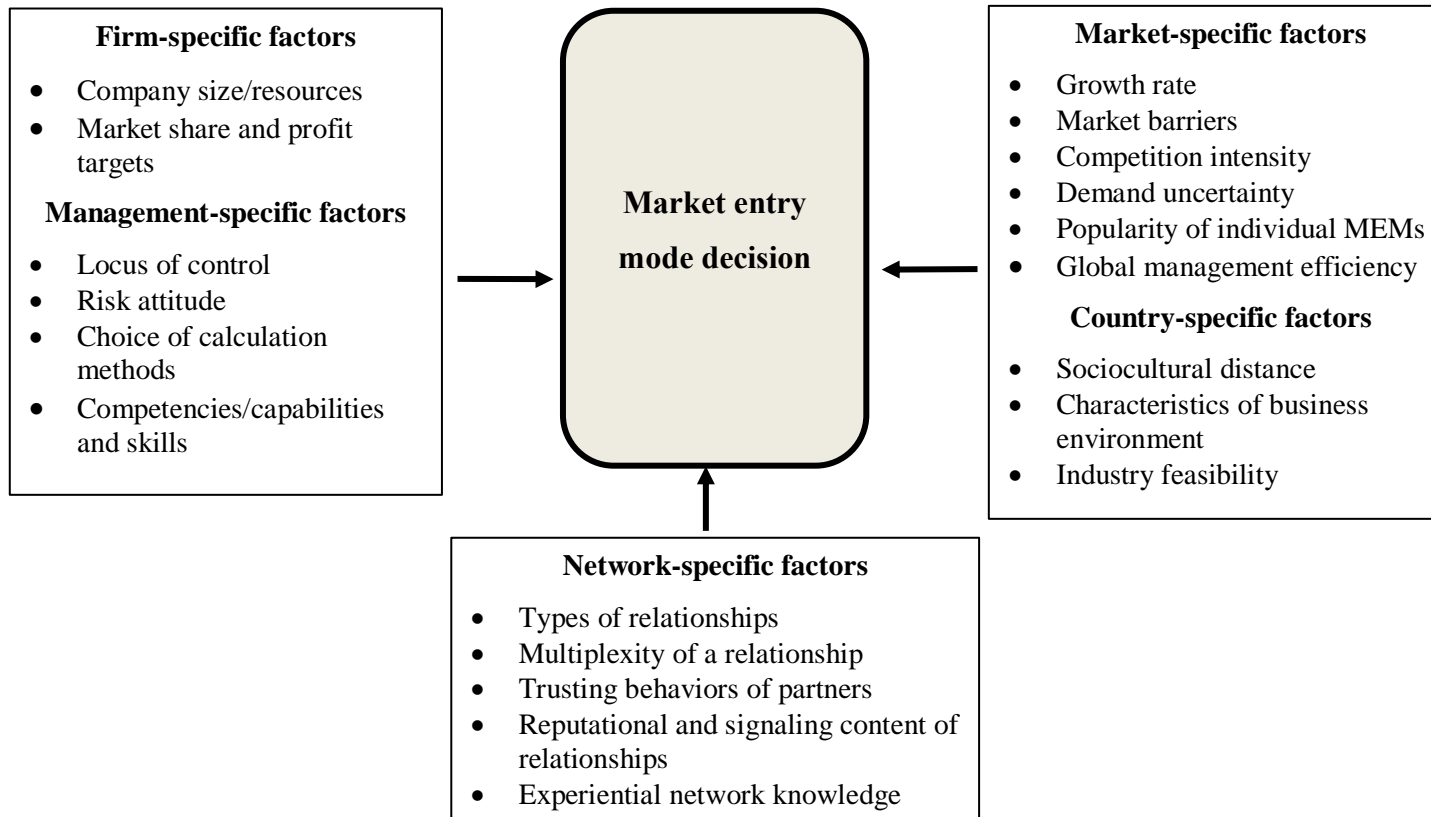 Firm-specific factors
• Company size/resources
• Market share and profit
targets
Management-specific factors
• Locus of control
• Risk attitude
• Choice of calculation
methods
• Competencies/capabilities
and skills
Market entry
mode decision
Market-specific factors
• Growth rate
• Market barriers
• Competition intensity
• Demand uncertainty
• Popularity of individual MEMs
• Global management efficiency
Country-specific factors
• Sociocultural distance
• Characteristics of business
environment
• Industry feasibility
Network-specific factors
• Types of relationships
• Multiplexity of a relationship
• Trusting behaviors of partners
• Reputational and signaling content of
relationships
• Experiential network knowledge